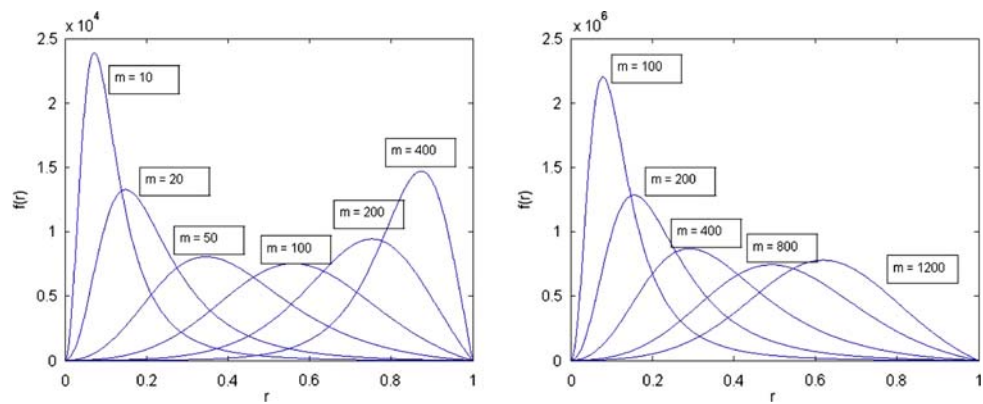 x 10^4
2.5
2
1.5
1
0.5
0
f(r)
m = 10
m = 20
m = 50
m = 100
m = 200
m = 400
0 0.2 0.4 0.6 0.8 1
r
x 10^6
2.5
2
1.5
1
0.5
0
f(r)
m = 100
m = 200
m = 400
m = 800
m = 1200
0 0.2 0.4 0.6 0.8 1
r